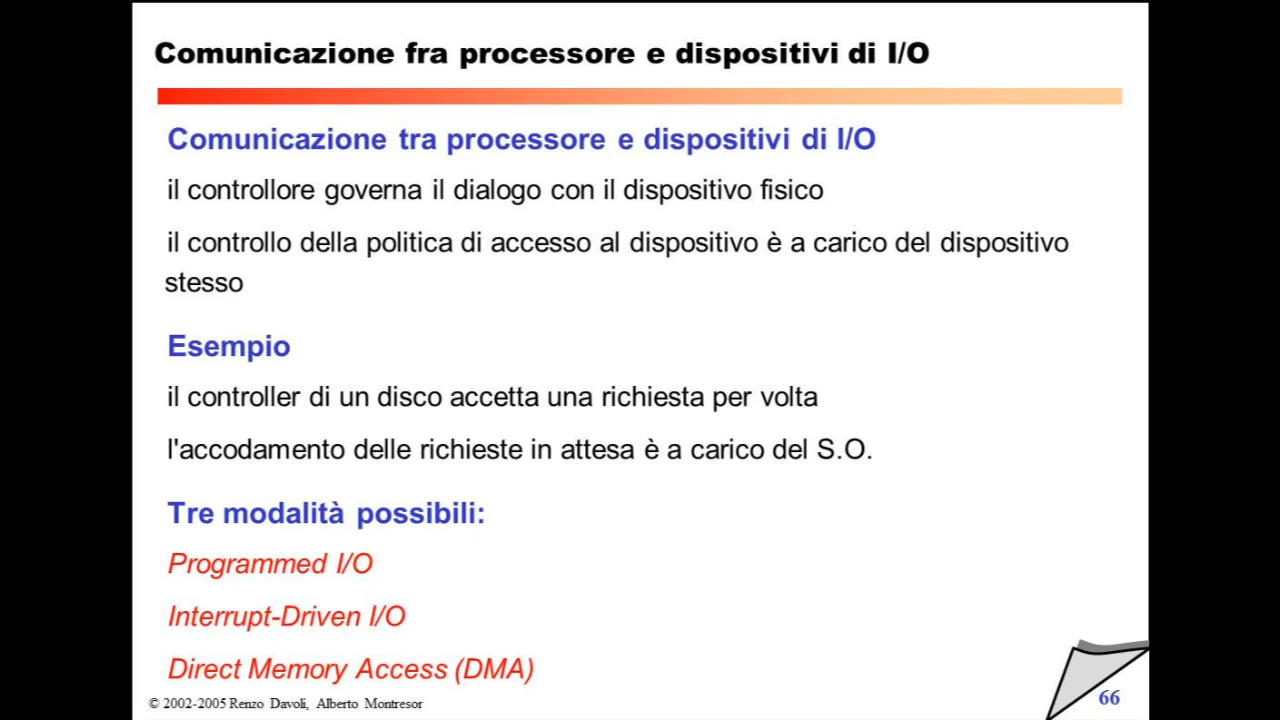 Comunicazione fra processore e dispositivi di I/O
Comunicazione tra processore e dispositivi di I/O
il controllore governa il dialogo con il dispositivo fisico
il controllo della politica di accesso al dispositivo è a carico del dispositivo
stesso
Esempio
il controller di un disco accetta una richiesta per volta
l'accodamento delle richieste in attesa è a carico del S.O.
Tre modalità possibili:
Programmed I/O
Interrupt-Driven I/O
Direct Memory Access (DMA)
© 2002-2005 Renzo Davoli, Alberto Montresor
66